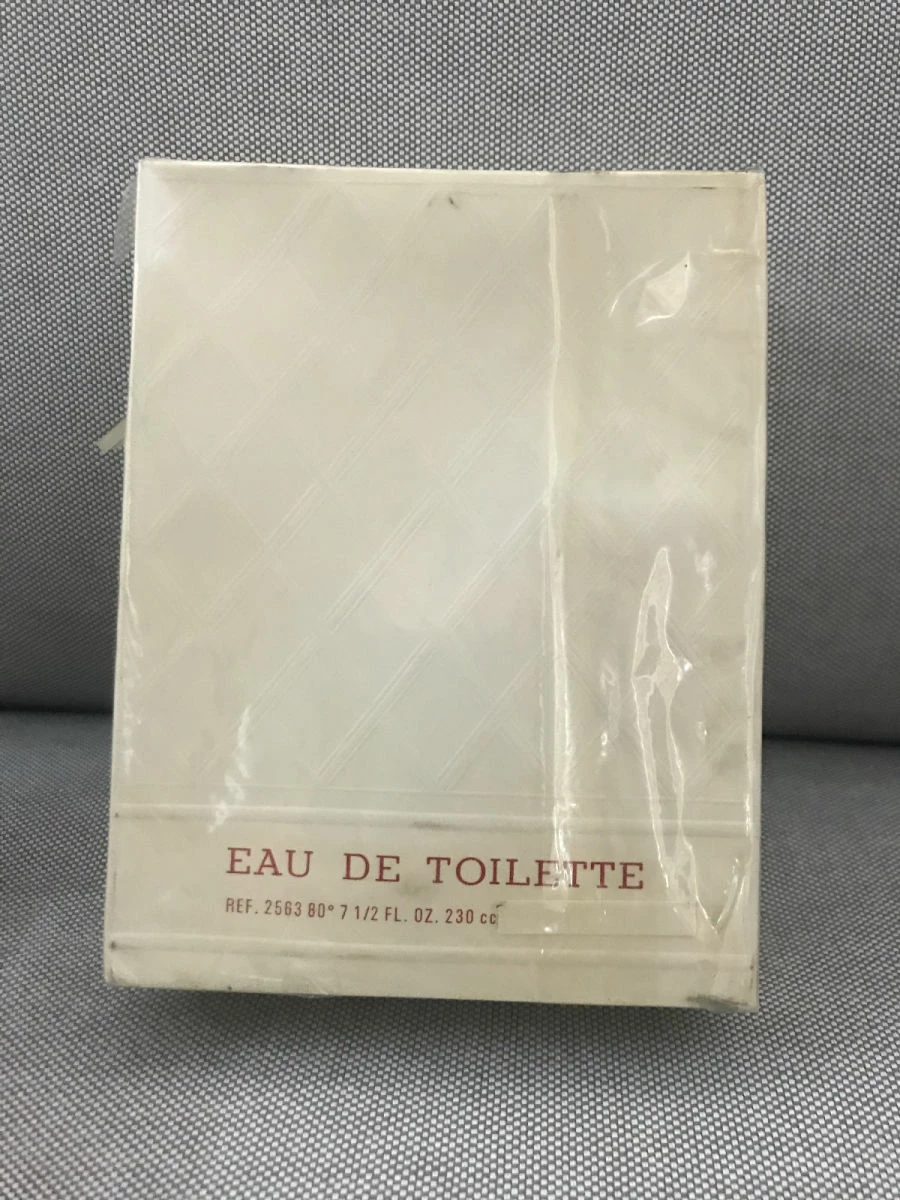 EAU DE TOILETTE
REF. 2563 80° 7 1/2 FL. OZ. 230 cc